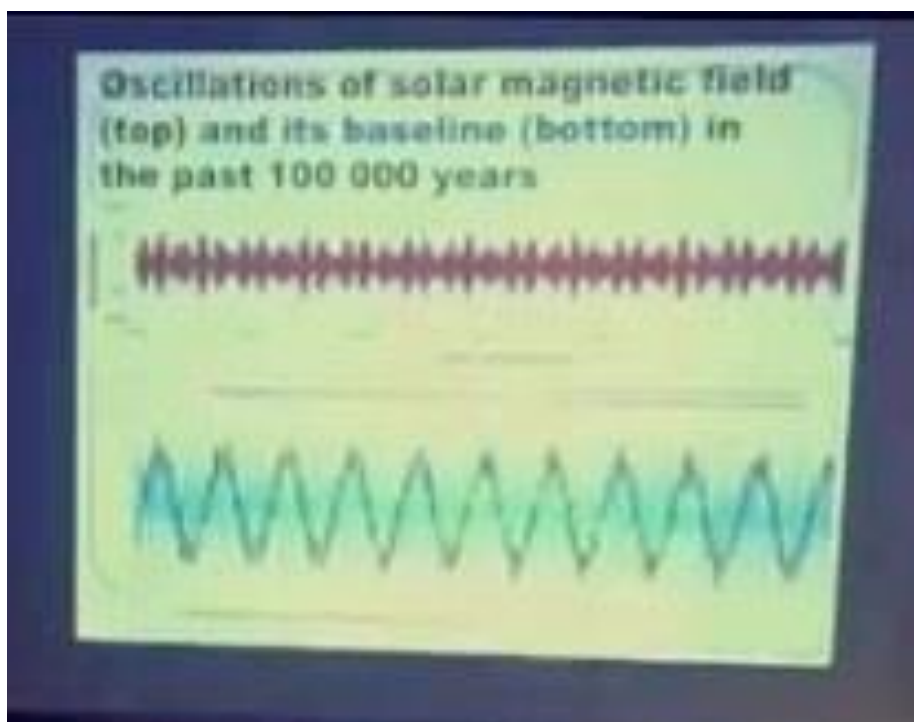 Oscillations of solar magnetic field
(top) and its baseline (bottom) in
the past 100 000 years